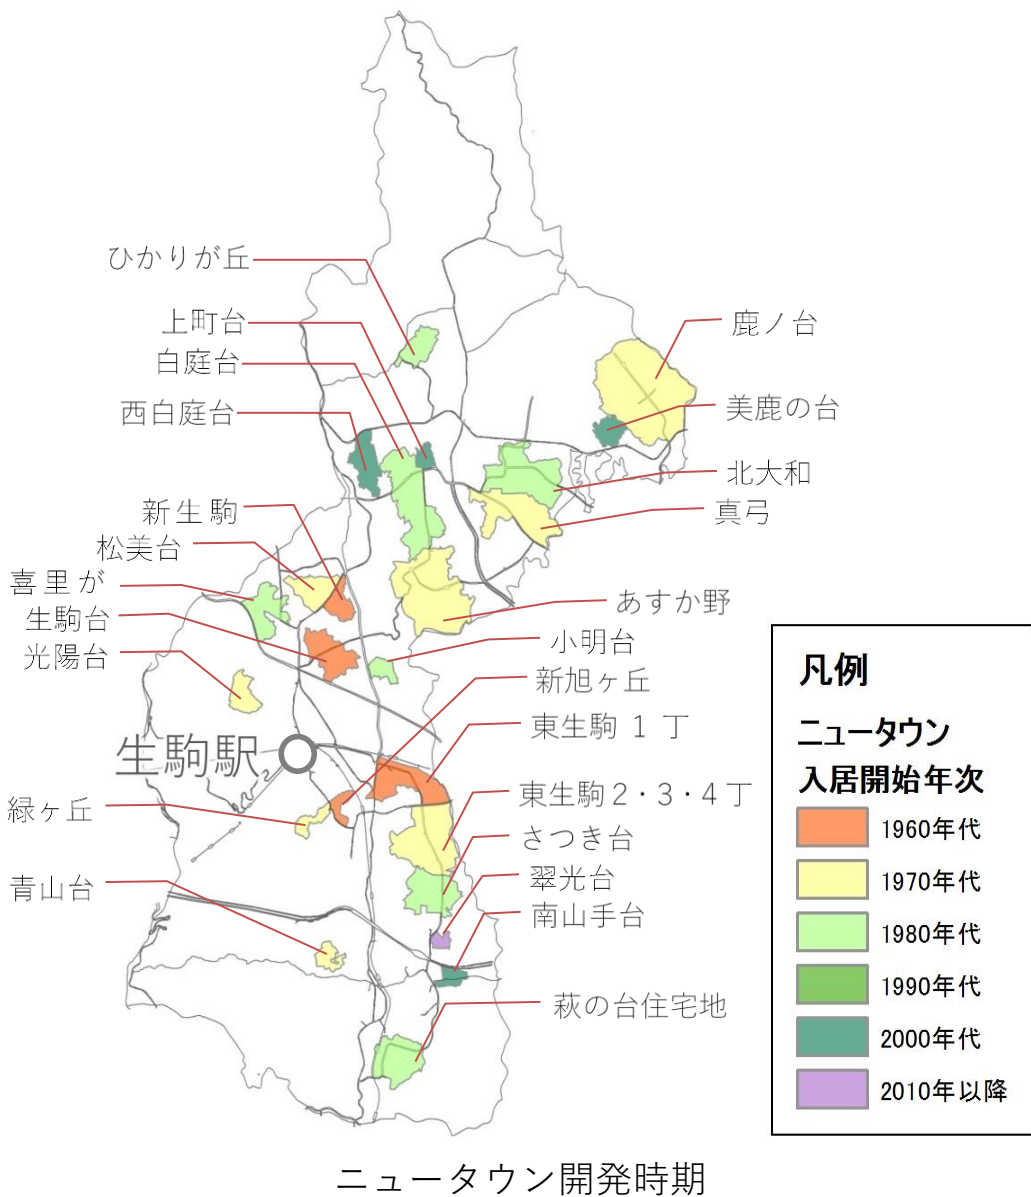 ひかりが丘
上町台
白庭台
西白庭台
鹿ノ台
美鹿の台
北大和
真弓
新生駒
松美台
喜里が
生駒台
光陽台
あすか野
小明台
新旭ヶ丘
東生駒1丁
生駒駅
東生駒2・3・4丁
緑ヶ丘
さつき台
翠光台
青山台
南山手台
萩の台住宅地
凡例
ニュータウン
入居開始年次
1960年代
1970年代
1980年代
1990年代
2000年代
2010年以降
ニュータウン開発時期